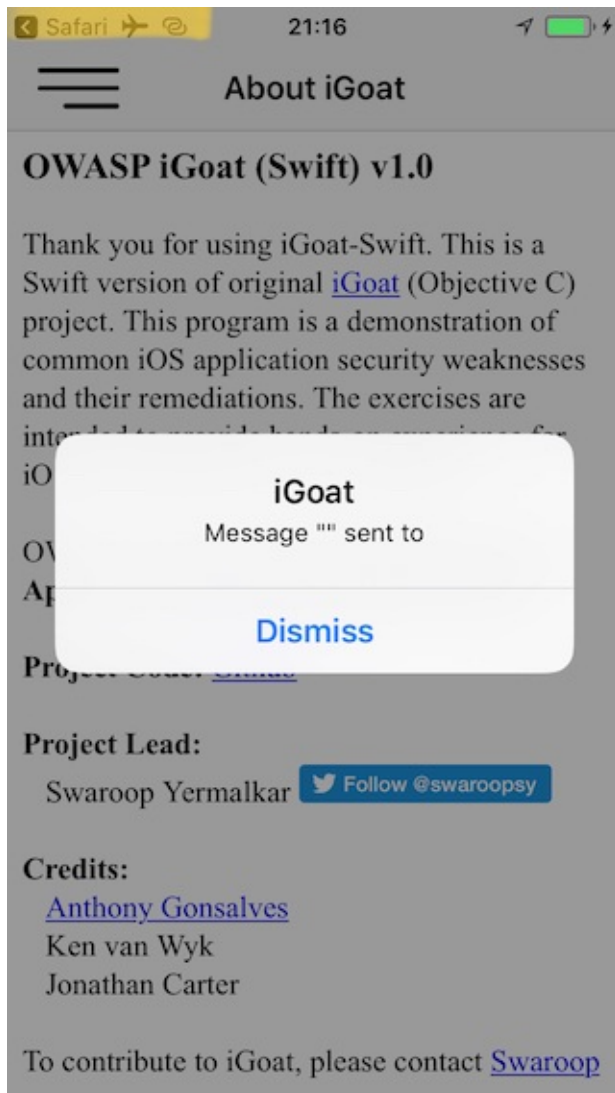 Safari 21:16
About iGoat
OWASP iGoat (Swift) v1.0
Thank you for using iGoat-Swift. This is a
Swift version of original iGoat (Objective C)
project. This program is a demonstration of
common iOS application security weaknesses
and their remediations. The exercises are
iGoat
Message "" sent to
Dismiss
Project Lead:
Swaroop Yermalkar Follow @swaroopsy
Credits:
Anthony Gonsalves
Ken van Wyk
Jonathan Carter
To contribute to iGoat, please contact Swaroop